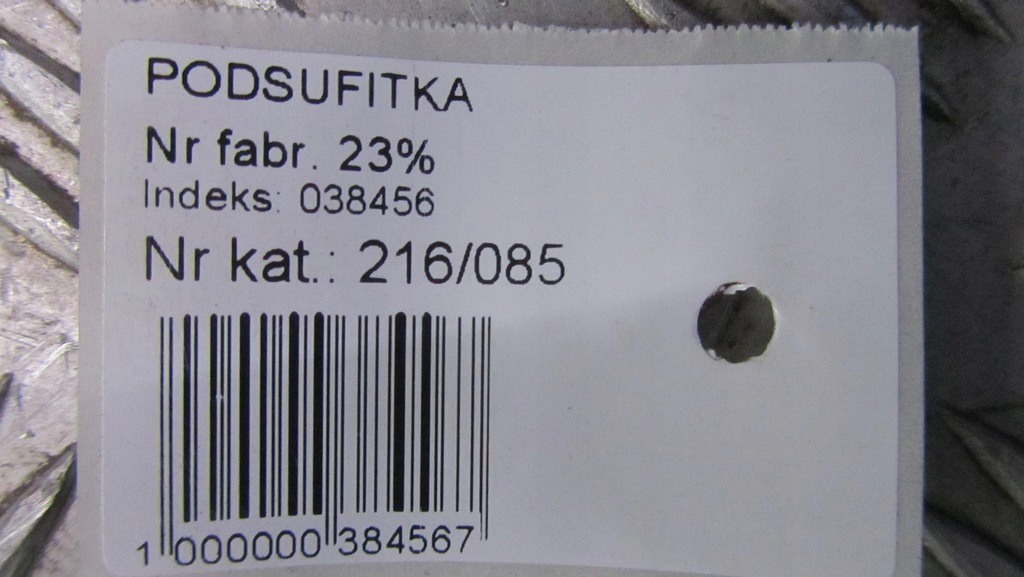 PODSUFITKA
Nr fabr. 23%
Indeks: 038456
Nr kat.: 216/085
1 000000 384567